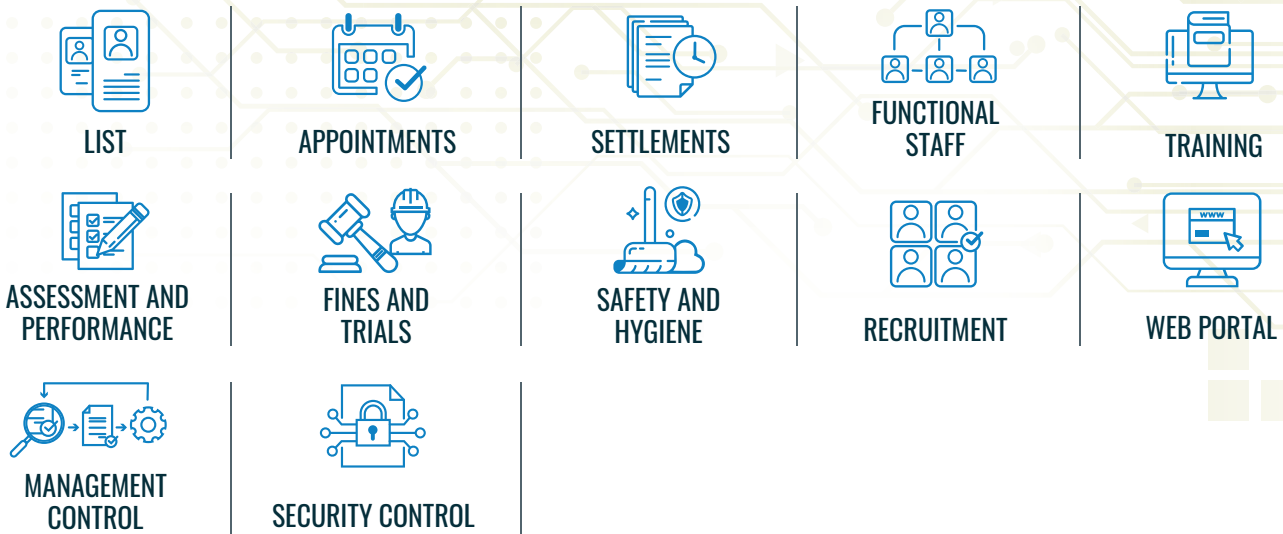 LIST
APPOINTMENTS
SETTLEMENTS
FUNCTIONAL
STAFF
TRAINING
ASSESSMENT AND
PERFORMANCE
FINES AND
TRIALS
SAFETY AND
HYGIENE
RECRUITMENT
WWW
WEB PORTAL
MANAGEMENT
CONTROL
SECURITY CONTROL